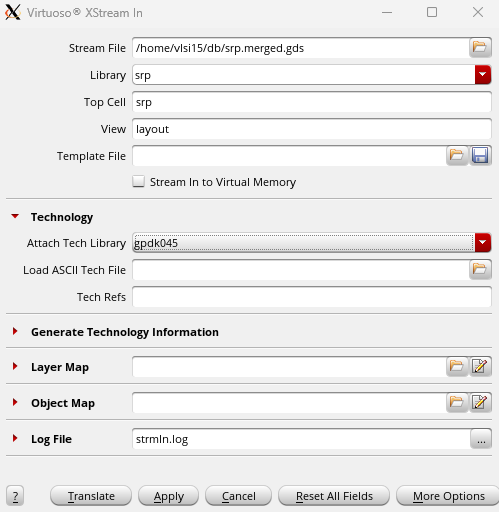 Virtuoso® XStream In
Stream File /home/vlsi15/db/srp.merged.gds
Library srp
Top Cell srp
View layout
Template File
Stream In to Virtual Memory
Technology
Attach Tech Library gpdk045
Load ASCII Tech File
Tech Refs
Generate Technology Information
Layer Map
Object Map
Log File strmIn.log ...
? Translate Apply Cancel Reset All Fields More Options